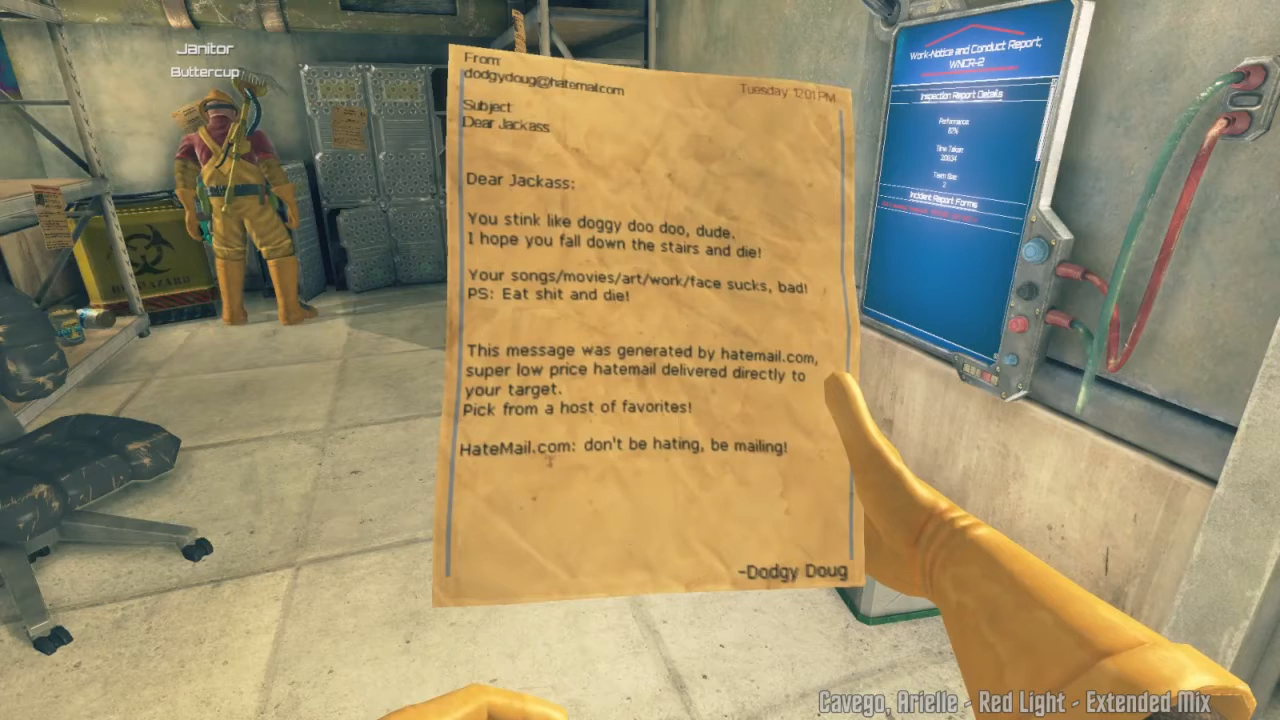 Janitor
Buttercup
From:
dodgydoug@hatemail.com
Tuesday 12:01 PM
Subject:
Dear Jackass
Dear Jackass:
You stink like doggy doo doo, dude.
I hope you fall down the stairs and die!
Your songs/movies/art/work/face sucks, bad!
PS: Eat shit and die!
This message was generated by hatemail.com,
super low price hatemail delivered directly to
your target.
Pick from a host of favorites!
HateMail.com: don't be hating, be mailing!
-Dodgy Doug
Work-Notice and Conduct Report,
WNCR-2
Inspection Report Details
Performance
Time Taken
Team Size
2
Incident Report Forms
BIOHAZARD
Cavego, Arielle - Red Light - Extended Mix